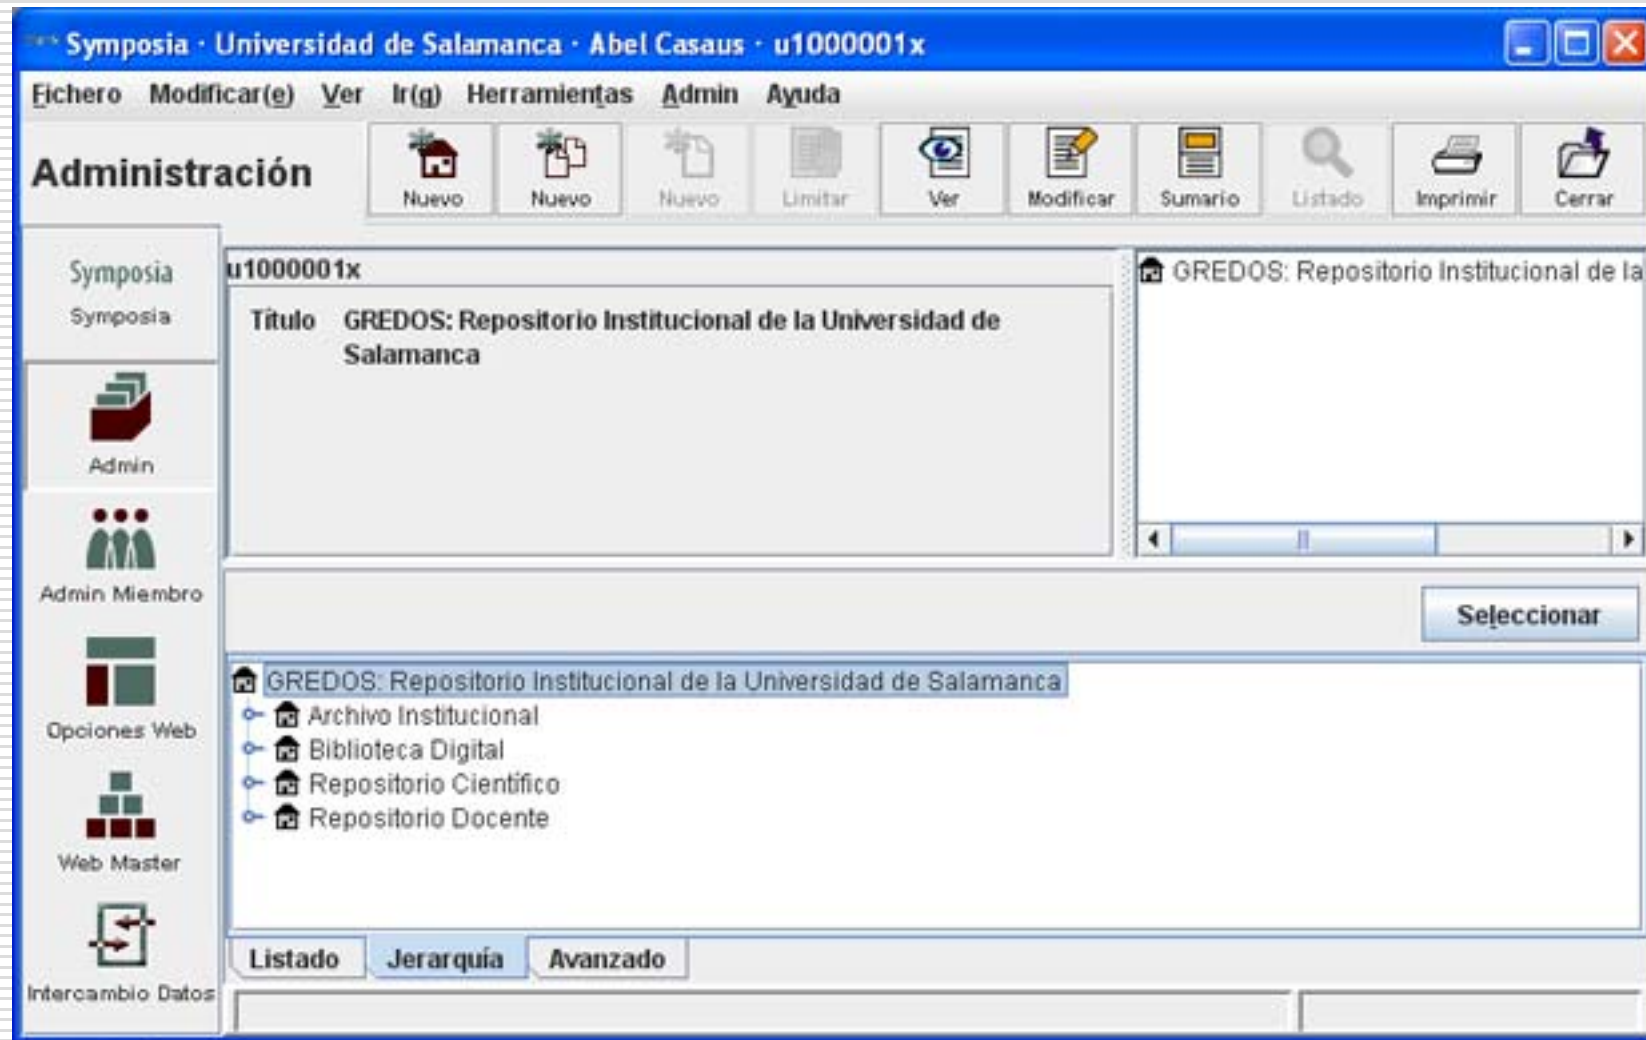 Symposia · Universidad de Salamanca · Abel Casaus · u1000001x
Fichero Modificar(e) Ver Ir(g) Herramientas Admin Ayuda
Administración
Nuevo Nuevo Nuevo Limitar Ver Modificar Sumario Listado Imprimir Cerrar
Symposia
Symposia
Admin
Admin Miembro
Opciones Web
Web Master
Intercambio Datos
u1000001x
Título GREDOS: Repositorio Institucional de la Universidad de
Salamanca
GREDOS: Repositorio Institucional de la
Seleccionar
GREDOS: Repositorio Institucional de la Universidad de Salamanca
Archivo Institucional
Biblioteca Digital
Repositorio Científico
Repositorio Docente
Listado Jerarquía Avanzado